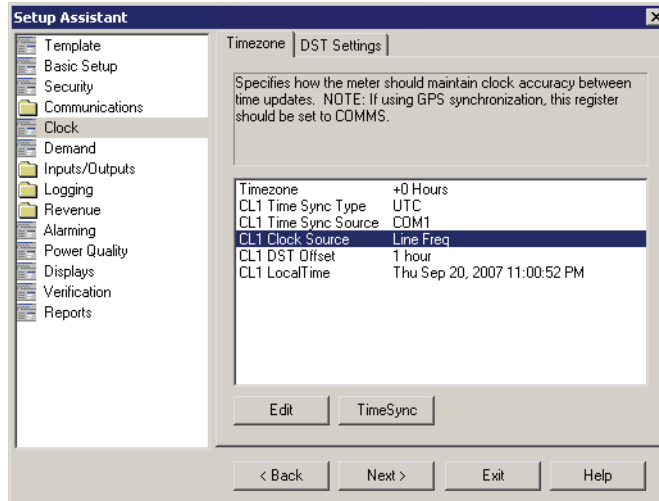 Setup Assistant
Template
Basic Setup
Security
Communications
Clock
Demand
Inputs/Outputs
Logging
Revenue
Alarming
Power Quality
Displays
Verification
Reports
Timezone DST Settings
Specifies how the meter should maintain clock accuracy between
time updates. NOTE: If using GPS synchronization, this register
should be set to COMMS.
Timezone +0 Hours
CL1 Time Sync Type UTC
CL1 Time Sync Source COM1
CL1 Clock Source Line Freq
CL1 DST Offset 1 hour
CL1 LocalTime Thu Sep 20, 2007 11:00:52 PM
Edit TimeSync
< Back Next > Exit Help